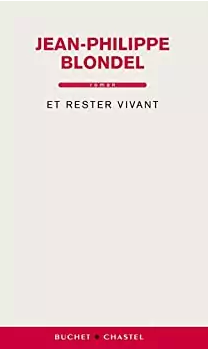 JEAN-PHILIPPE
BLONDEL
roman
ET RESTER VIVANT
BUCHET • CHASTEL